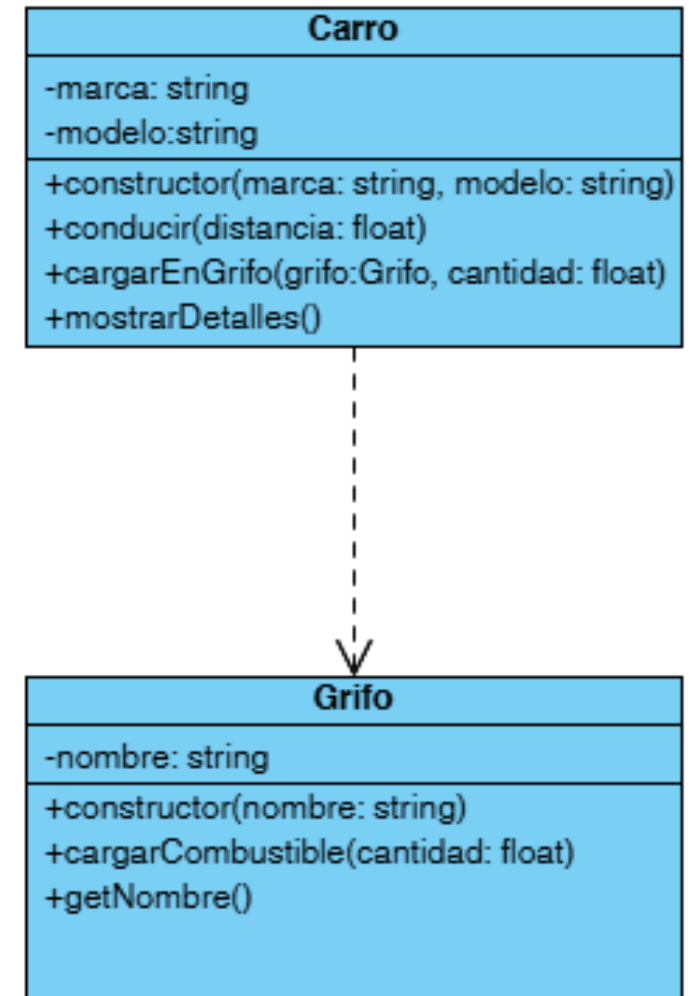 Carro
-marca: string
-modelo:string
+constructor(marca: string, modelo: string)
+conducir(distancia: float)
+cargarEnGrifo(grifo:Grifo, cantidad: float)
+mostrarDetalles()
Grifo
-nombre: string
+constructor(nombre: string)
+cargarCombustible(cantidad: float)
+getNombre()